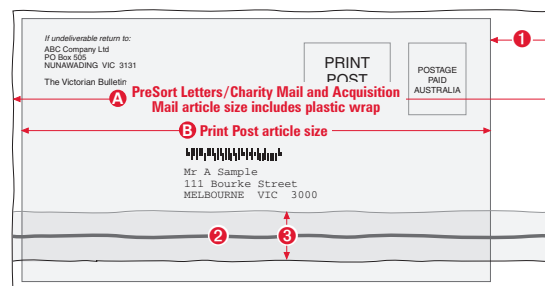 If undeliverable return to:
ABC Company Ltd
PO Box 505
NUNAWADING VIC 3131
The Victorian Bulletin
PRINT
POST
POSTAGE
PAID
AUSTRALIA
1
A PreSort Letters/Charity Mail and Acquisition
Mail article size includes plastic wrap
B Print Post article size
Mr A Sample
111 Bourke Street
MELBOURNE VIC 3000
2 3